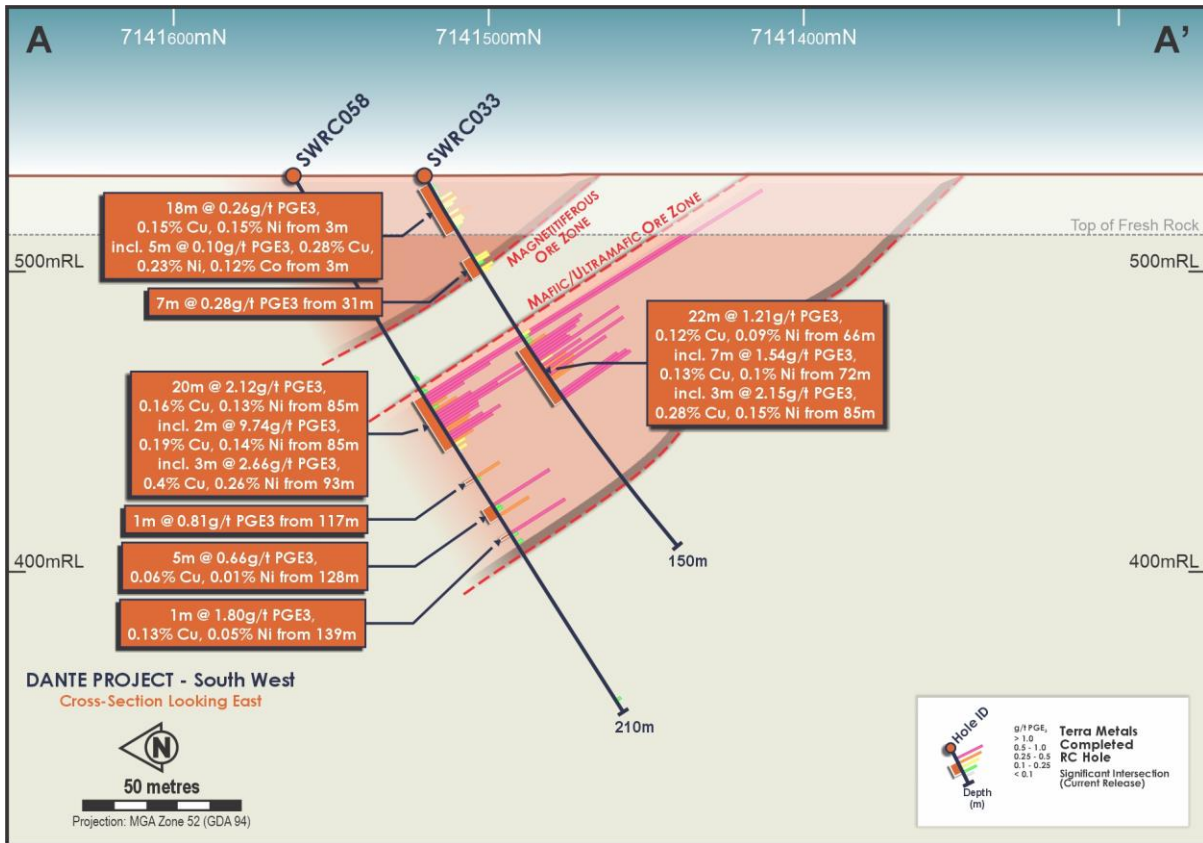 A
7141600mN
7141500mN
7141400mN
A'
SWRC058
SWRC033
18m @ 0.26g/t PGE3,
0.15% Cu, 0.15% Ni from 3m
incl. 5m @ 0.10g/t PGE3, 0.28% Cu,
0.23% Ni, 0.12% Co from 3m
7m @ 0.28g/t PGE3 from 31m
MAGNETITIFEROUS
ORE ZONE
MAFIIC/ULTRAMAFIC ORE ZONE
Top of Fresh Rock
500mRL
500mRL
22m @ 1.21g/t PGE3,
0.12% Cu, 0.09% Ni from 66m
incl. 7m @ 1.54g/t PGE3,
0.13% Cu, 0.1% Ni from 72m
incl. 3m @ 2.15g/t PGE3,
0.28% Cu, 0.15% Ni from 85m
20m @ 2.12g/t PGE3,
0.16% Cu, 0.13% Ni from 85m
incl. 2m @ 9.74g/t PGE3,
0.19% Cu, 0.14% Ni from 85m
incl. 3m @ 2.66g/t PGE3,
0.4% Cu, 0.26% Ni from 93m
1m @ 0.81g/t PGE3 from 117m
5m @ 0.66g/t PGE3,
0.06% Cu, 0.01% Ni from 128m
1m @ 1.80g/t PGE3,
0.13% Cu, 0.05% Ni from 139m
400mRL
400mRL
150m
210m
DANTE PROJECT - South West
Cross-Section Looking East
N
50 metres
Projection: MGA Zone 52 (GDA 94)
Hole ID
Depth
(m)
g/t PGE3
> 1.0
0.5 - 1.0
0.25 - 0.5
0.1 - 0.25
< 0.1
Terra Metals
Completed
RC Hole
Significant Intersection
(Current Release)